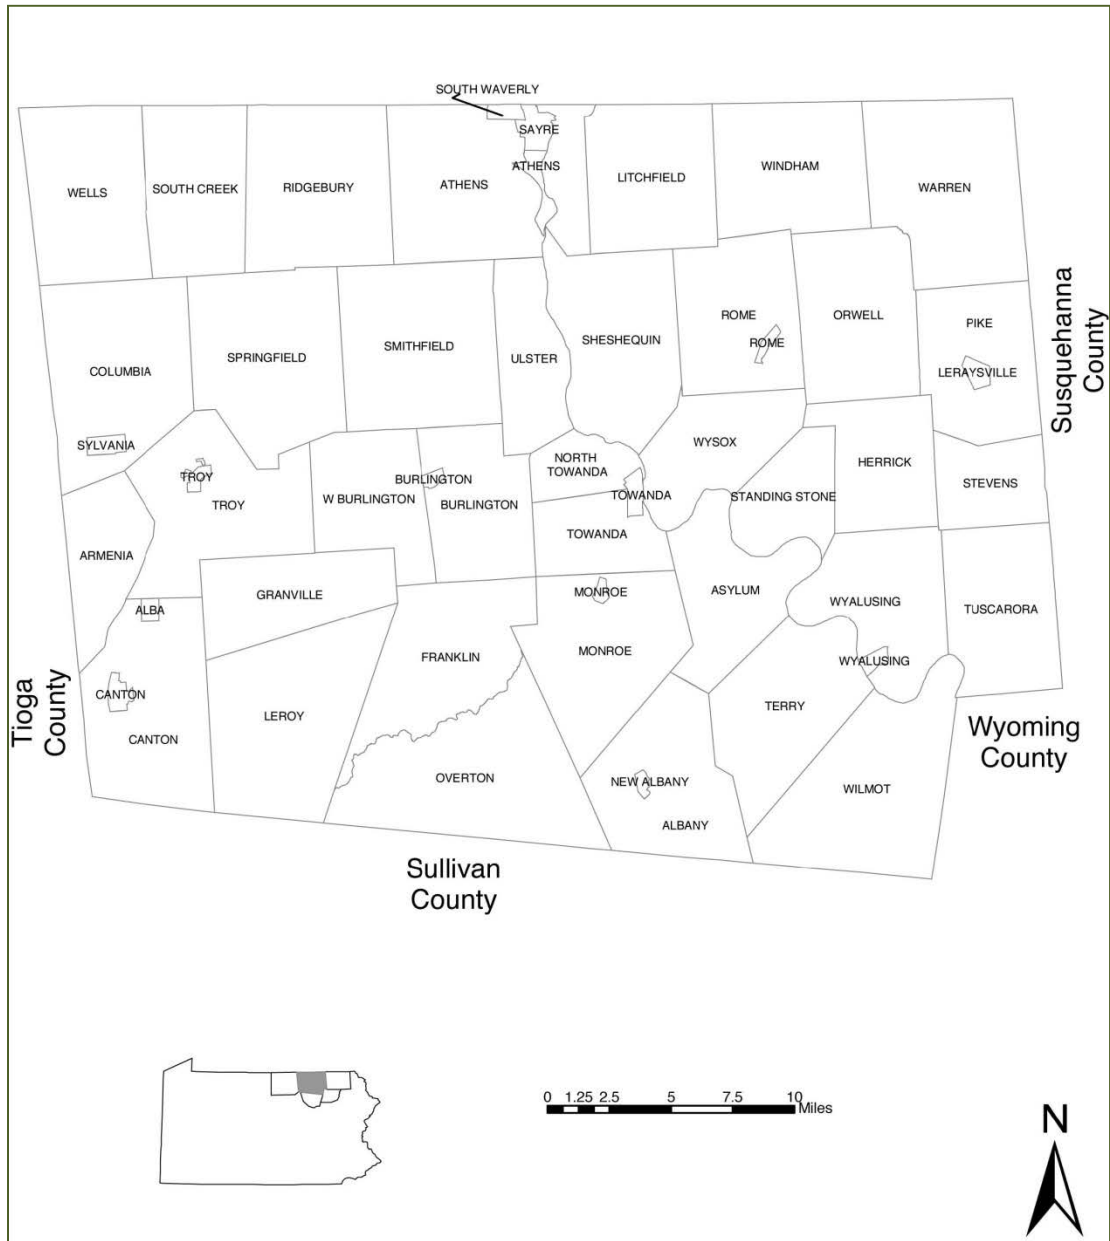 SOUTH WAVERLY
SAYRE
ATHENS
WELLS
SOUTH CREEK
RIDGEBURY
ATHENS
LITCHFIELD
WINDHAM
WARREN
COLUMBIA
SPRINGFIELD
SMITHFIELD
ULSTER
SHESHEQUIN
ROME
ROME
ORWELL
PIKE
LERAYSVILLE
Susquehanna
County
SYLVANIA
TROY
TROY
W BURLINGTON
BURLINGTON
BURLINGTON
NORTH
TOWANDA
TOWANDA
TOWANDA
WYSOX
STANDING STONE
HERRICK
STEVENS
ARMENIA
ALBA
GRANVILLE
MONROE
MONROE
ASYLUM
WYALUSING
WYALUSING
TUSCARORA
FRANKLIN
CANTON
CANTON
LEROY
TERRY
OVERTON
NEW ALBANY
ALBANY
WILMOT
Tioga
County
Wyoming
County
Sullivan
County
0 1.25 2.5 5 7.5 10
Miles
N